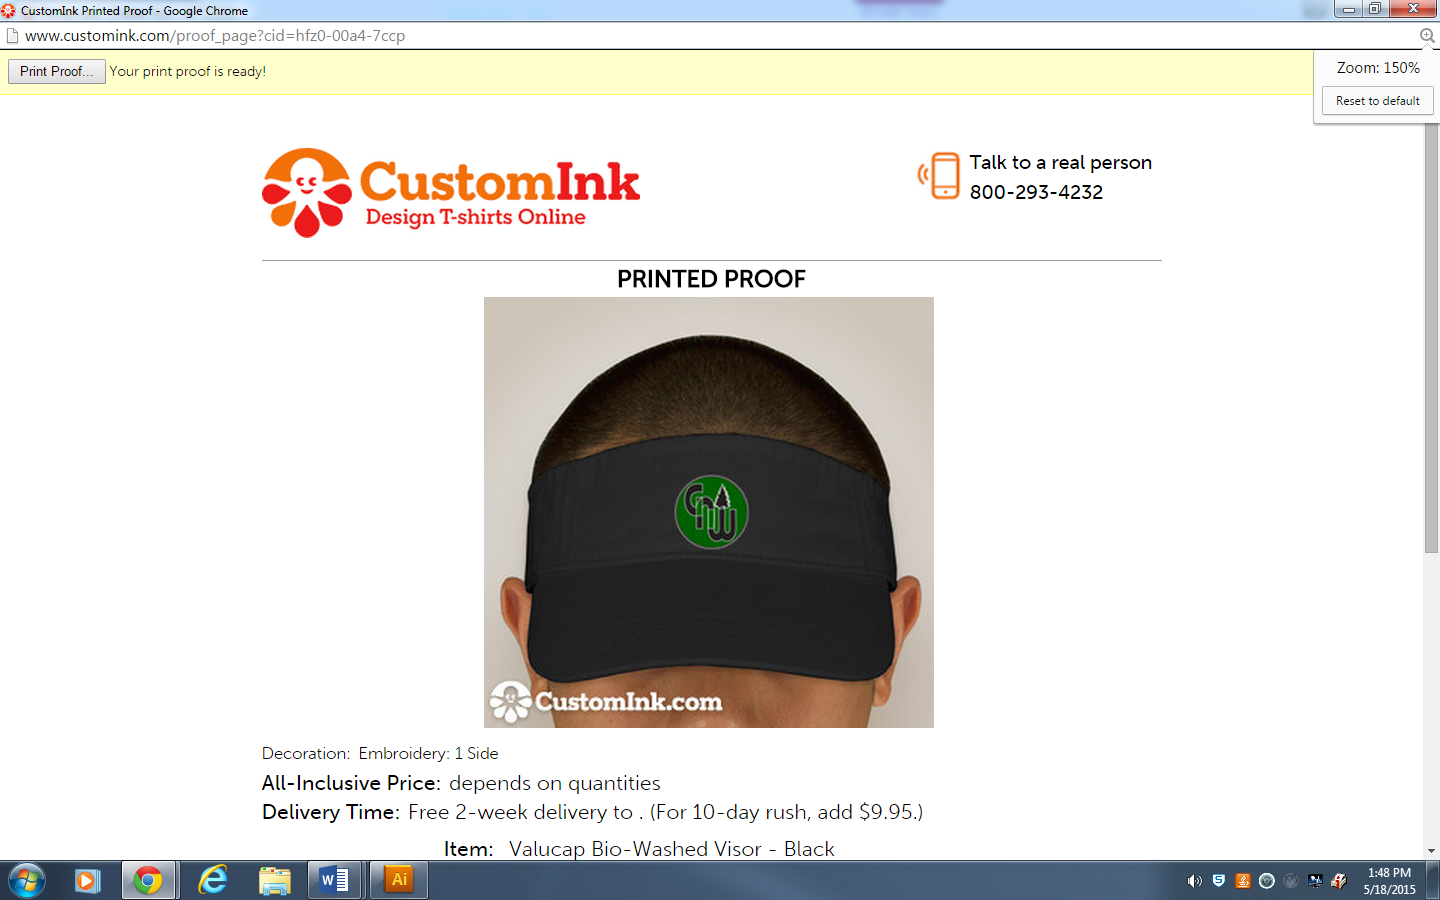 CustomInk Printed Proof - Google Chrome
www.customink.com/proof_page?cid=hfz0-00a4-7ccp
Zoom: 150%
Reset to default
Print Proof... Your print proof is ready!
CustomInk
Design T-shirts Online
Talk to a real person
800-293-4232
PRINTED PROOF
CNW
CustomInk.com
Decoration: Embroidery: 1 Side
All-Inclusive Price: depends on quantities
Delivery Time: Free 2-week delivery to . (For 10-day rush, add $9.95.)
Item: Valucap Bio-Washed Visor - Black
W
Ai
1:48 PM
5/18/2015